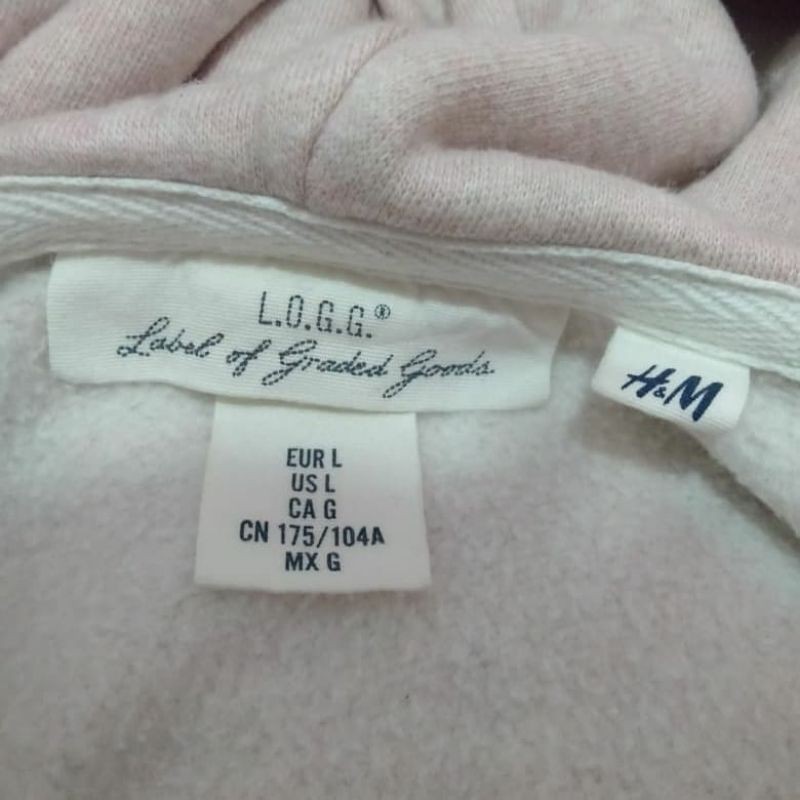 L.O.G.G.®
Label of Graded Goods
H&M
EUR L
US L
CA G
CN 175/104A
MX G